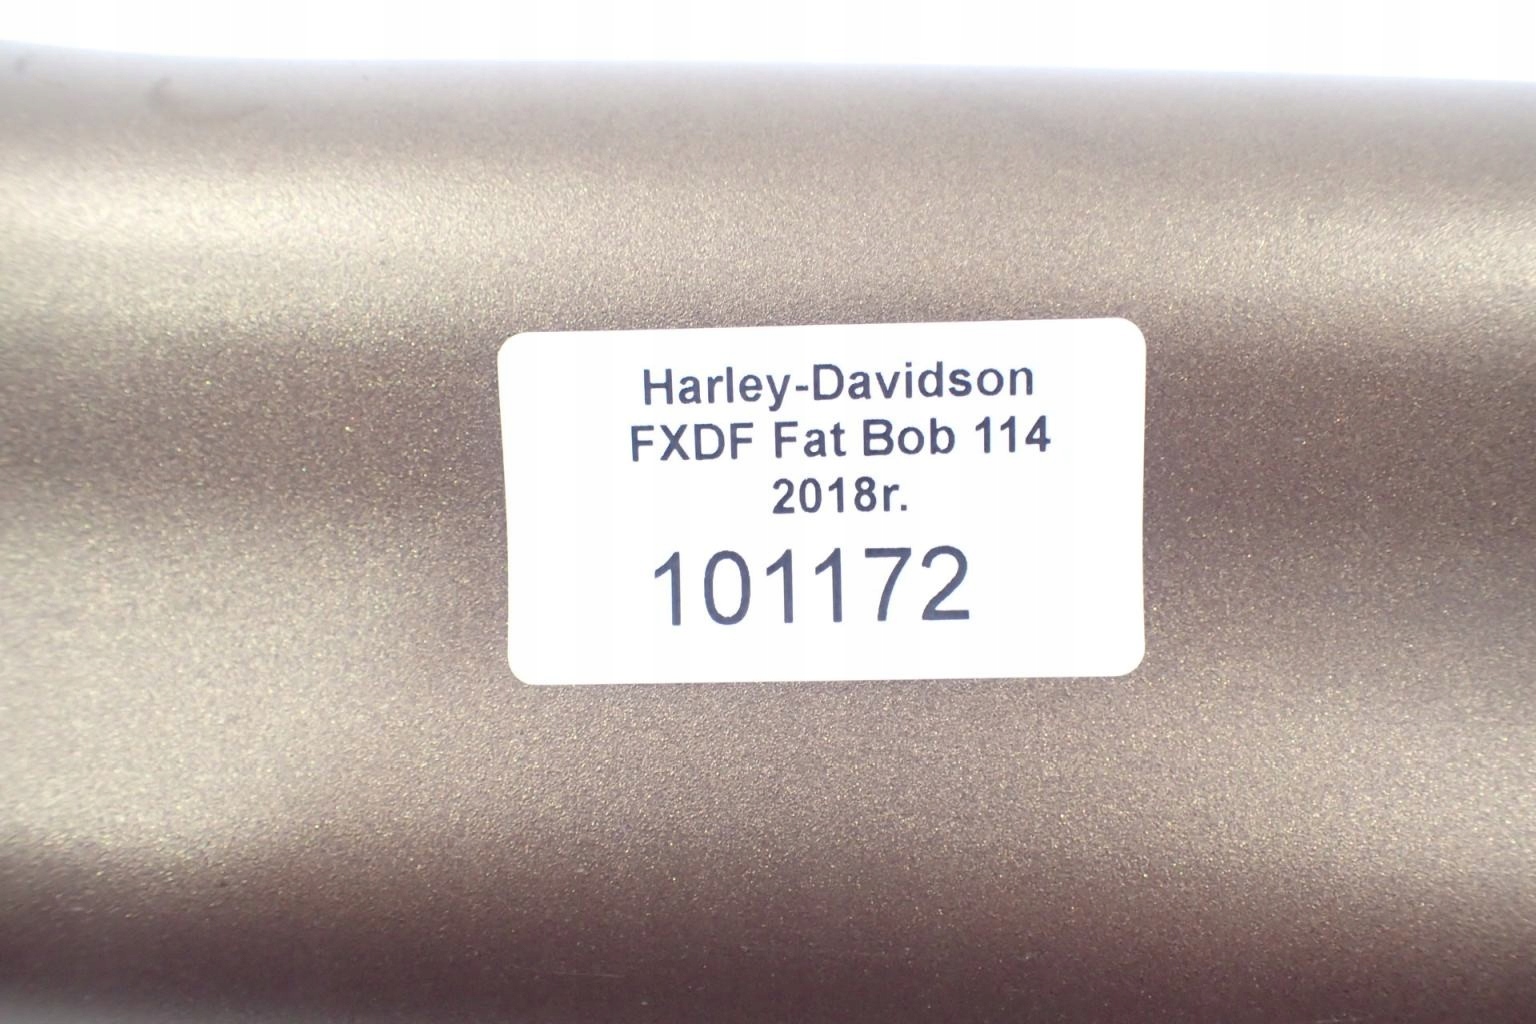 Harley-Davidson
FXDF Fat Bob 114
2018r.
101172